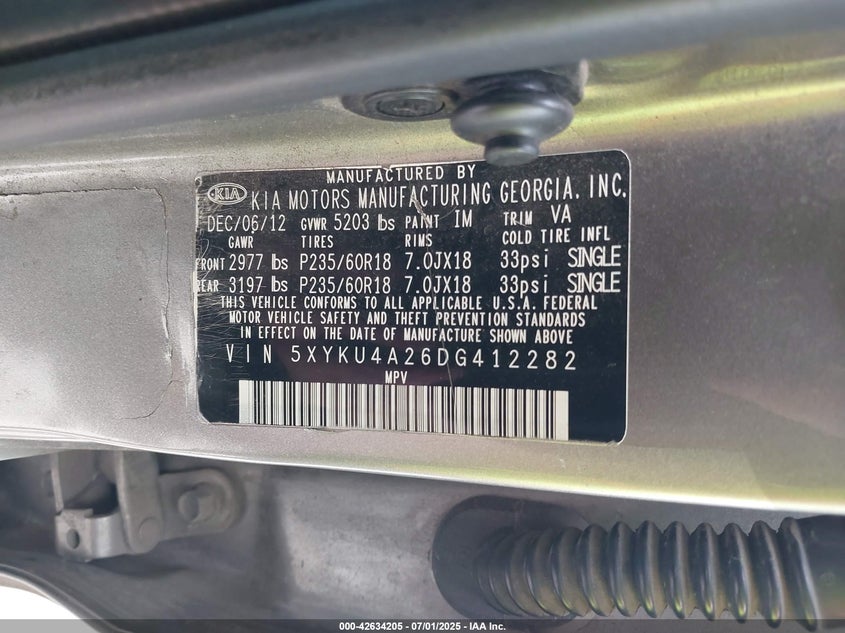 MANUFACTURED BY
KIA KIA MOTORS MANUFACTURING GEORGIA, INC.
DEC/06/12 GVWR 5203 lbs PAINT IM TRIM VA
GAWR TIRES RIMS COLD TIRE INFL
FRONT 2977 lbs P235/60R18 7.0JX18 33psi SINGLE
REAR 3197 lbs P235/60R18 7.0JX18 33psi SINGLE
THIS VEHICLE CONFORMS TO ALL APPLICABLE U.S.A. FEDERAL
MOTOR VEHICLE SAFETY AND THEFT PREVENTION STANDARDS
IN EFFECT ON THE DATE OF MANUFACTURE SHOWN ABOVE
VIN 5XYKU4A26DG412282
MPV
000-42634205 - 07/01/2025 - IAA Inc.